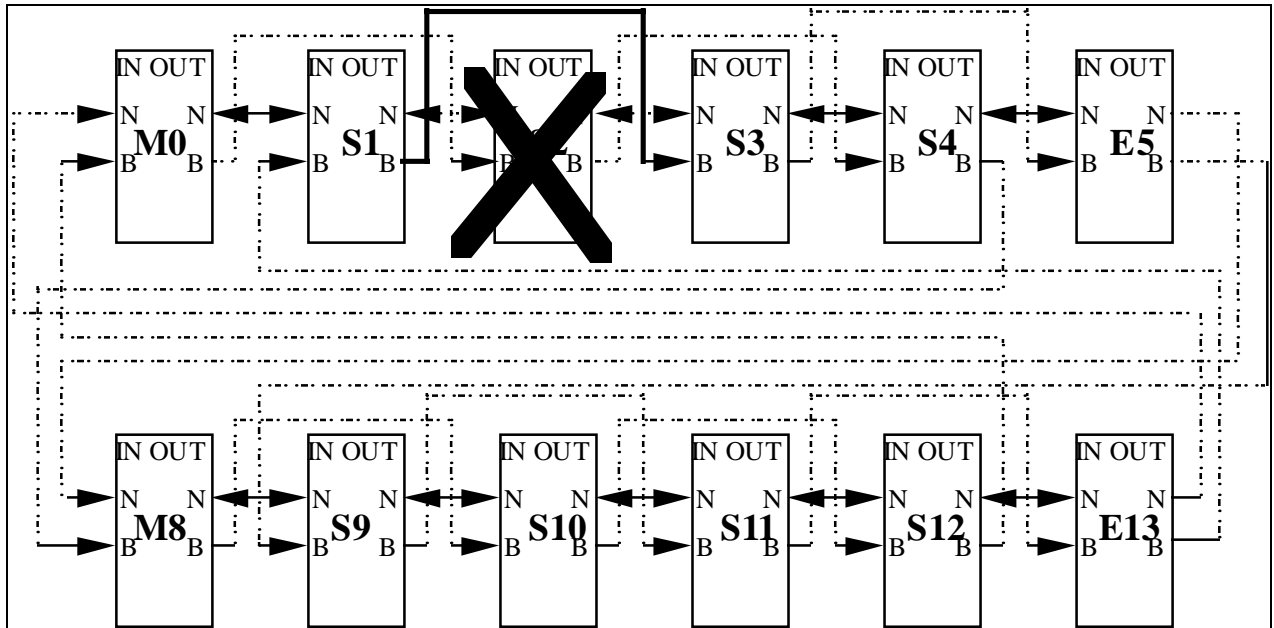 IN OUT IN OUT IN OUT IN OUT IN OUT IN OUT
N N N N N N N N N N N
M0 S1 S3 S4 E5
B B B B B B B B B B B B
IN OUT IN OUT IN OUT IN OUT IN OUT IN OUT
N N N N N N N N N N N N
M8 S9 S10 S11 S12 E13
B B B B B B B B B B B B